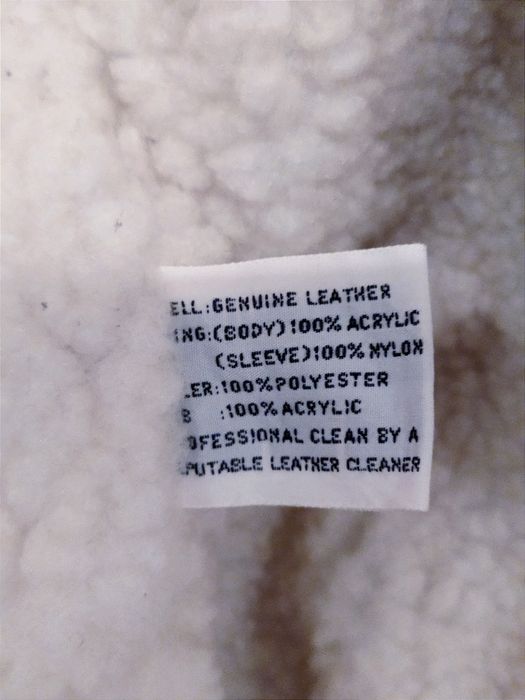 ELL:GENUINE LEATHER
ING:(BODY)100% ACRYLIC
(SLEEVE)100% NYLON
LER:100%POLYESTER
B :100% ACRYLIC
OFESSIONAL CLEAN BY A
PUTABLE LEATHER CLEANER